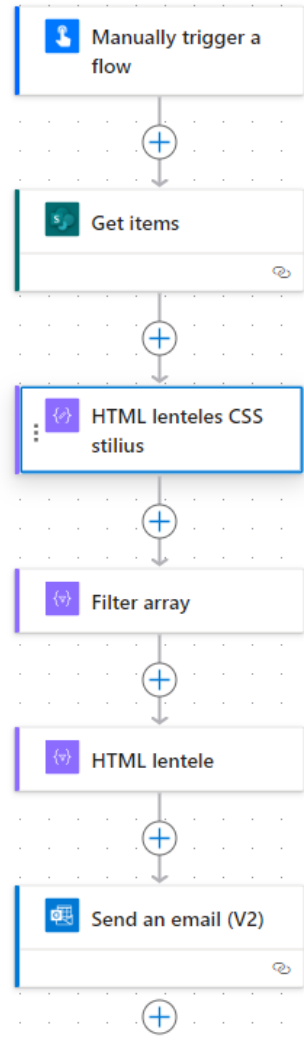 Manually trigger a
flow
Get items
HTML lenteles CSS
stilius
Filter array
HTML lentele
Send an email (V2)